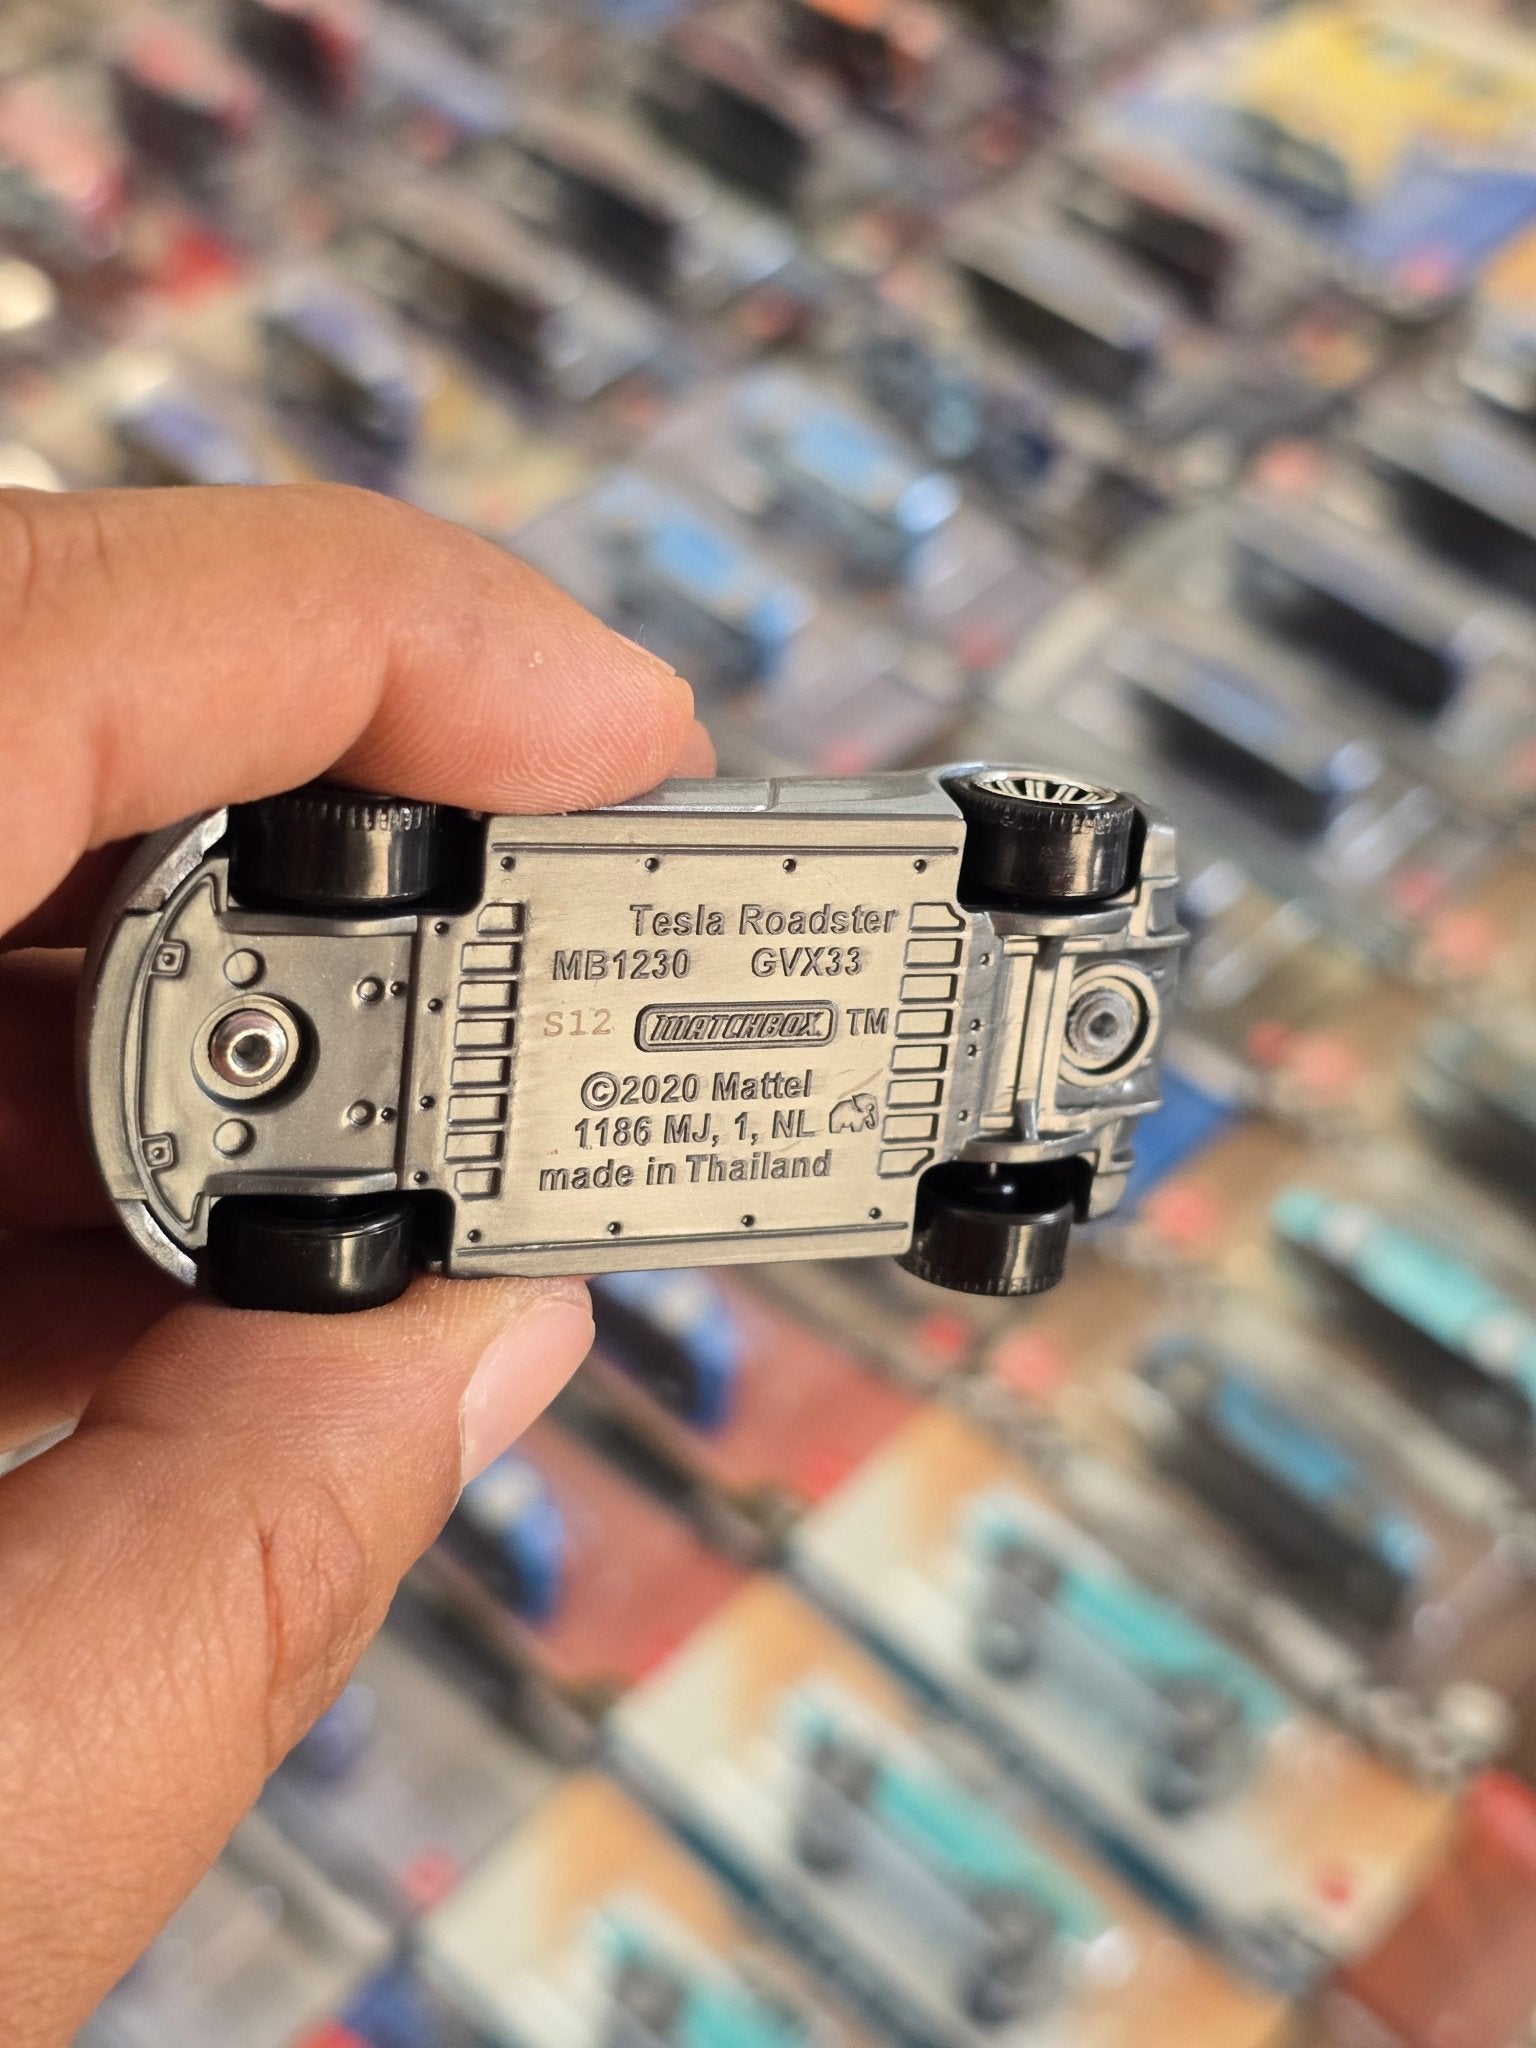 Tesla Roadster
MB1230 GVX33
S12 MATCHBOX TM
©2020 Mattel
1186 MJ, 1, NL
made in Thailand